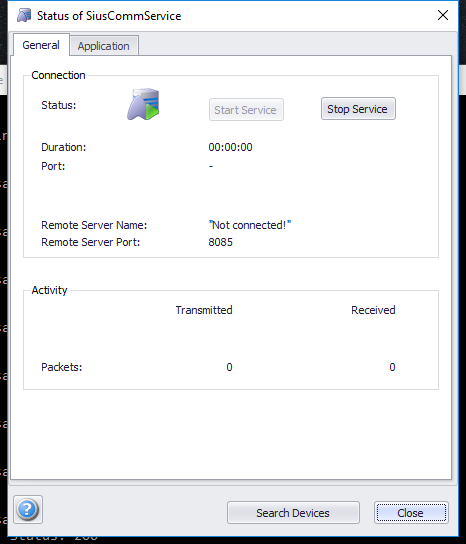 Status of SiusCommService
General
Application
Connection
Status:
Start Service
Stop Service
Duration:
00:00:00
Port:
-
Remote Server Name:
"Not connected!"
Remote Server Port:
8085
Activity
Transmitted
Received
Packets:
0
0
?
Search Devices
Close